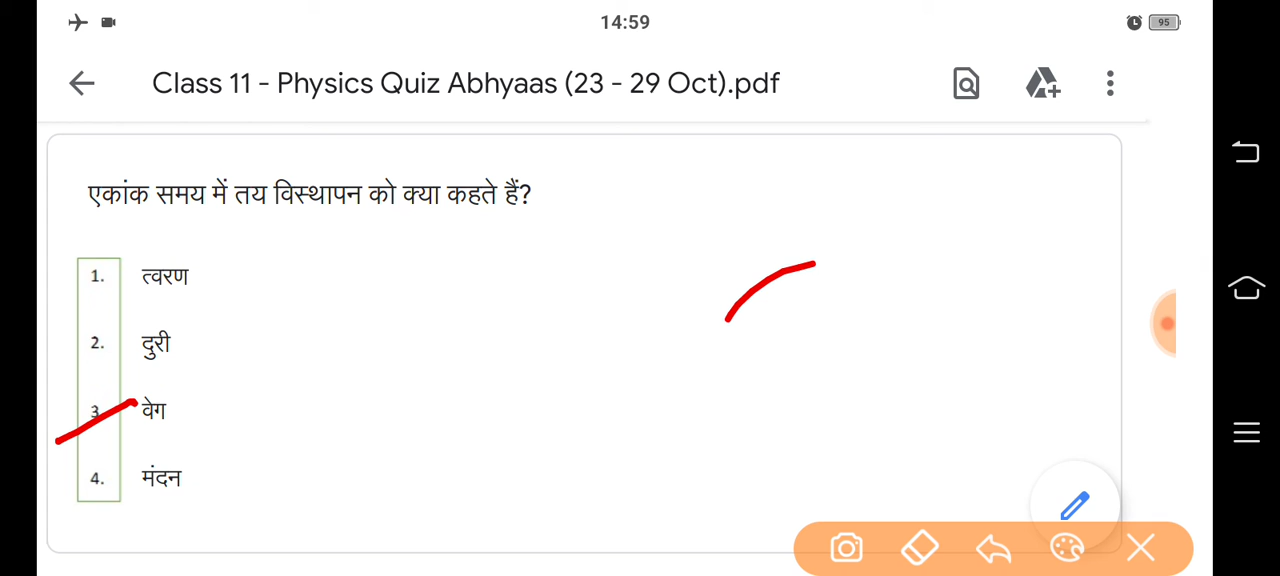 14:59
95
Class 11 - Physics Quiz Abhyaas (23 - 29 Oct).pdf
एकांक समय में तय विस्थापन को क्या कहते हैं?
1. त्वरण
2. दुरी
3. वेग
4. मंदन